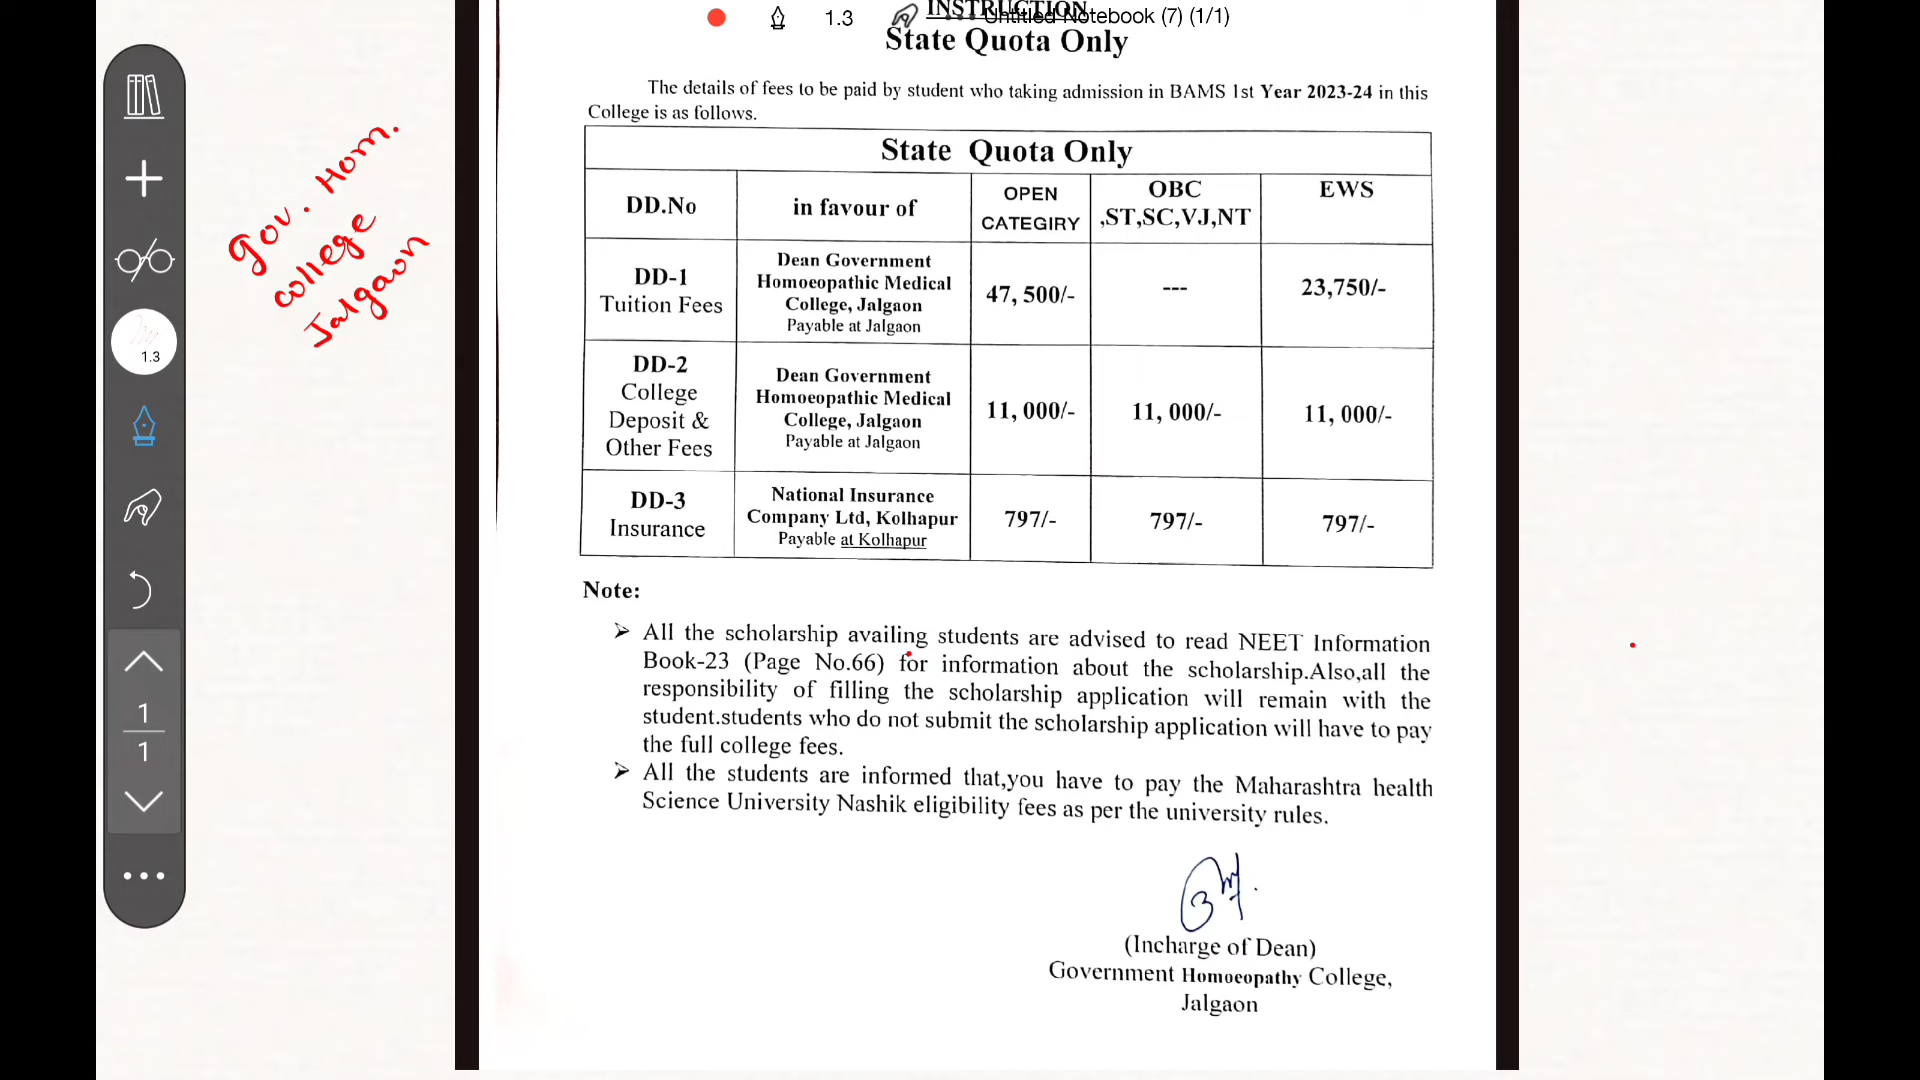 INSTRUCTION
Untitled Notebook (7) (1/1)
1.3
State Quota Only
The details of fees to be paid by student who taking admission in BAMS 1st Year 2023-24 in this
College is as follows.
State Quota Only
DD.No
in favour of
OPEN
CATEGIRY
OBC
,ST,SC,VJ,NT
EWS
DD-1
Tuition Fees
Dean Government
Homoeopathic Medical
College, Jalgaon
Payable at Jalgaon
47, 500/-
---
23,750/-
DD-2
College
Deposit &
Other Fees
Dean Government
Homoeopathic Medical
College, Jalgaon
Payable at Jalgaon
11, 000/-
11, 000/-
11, 000/-
DD-3
Insurance
National Insurance
Company Ltd, Kolhapur
Payable at Kolhapur
797/-
797/-
797/-
Note:
➢ All the scholarship availing students are advised to read NEET Information
Book-23 (Page No.66) for information about the scholarship.Also,all the
responsibility of filling the scholarship application will remain with the
student.students who do not submit the scholarship application will have to pay
the full college fees.
➢ All the students are informed that,you have to pay the Maharashtra health
Science University Nashik eligibility fees as per the university rules.
(Incharge of Dean)
Government Homoeopathy College,
Jalgaon
Gov. Hom.
college
Jalgaon
1.3
1
1